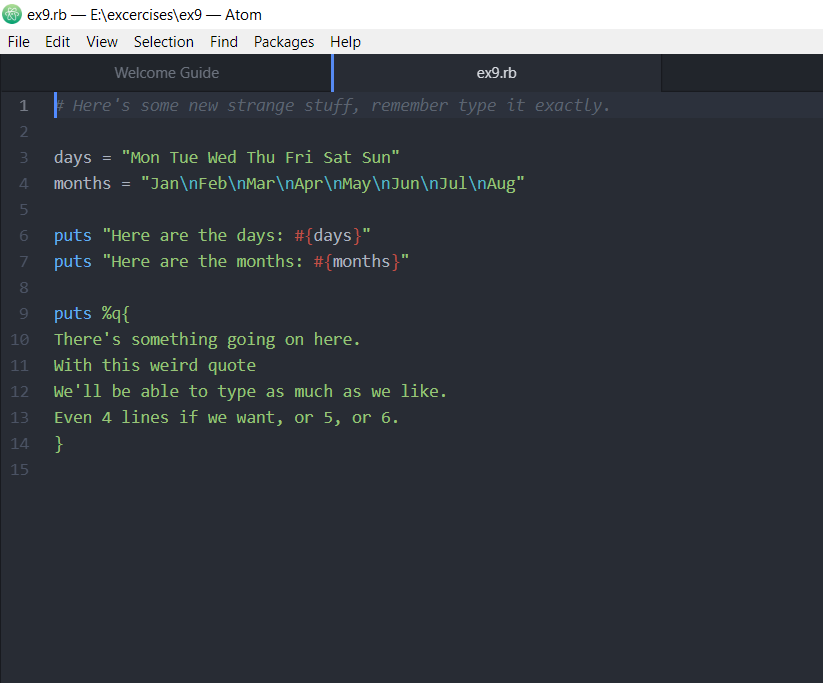 ex9.rb — E:\excercises\ex9 — Atom
File Edit View Selection Find Packages Help
Welcome Guide ex9.rb
1 # Here's some new strange stuff, remember type it exactly.
2
3 days = "Mon Tue Wed Thu Fri Sat Sun"
4 months = "Jan\nFeb\nMar\nApr\nMay\nJun\nJul\nAug"
5
6 puts "Here are the days: #{days}"
7 puts "Here are the months: #{months}"
8
9 puts %q{
10 There's something going on here.
11 With this weird quote
12 We'll be able to type as much as we like.
13 Even 4 lines if we want, or 5, or 6.
14 }
15